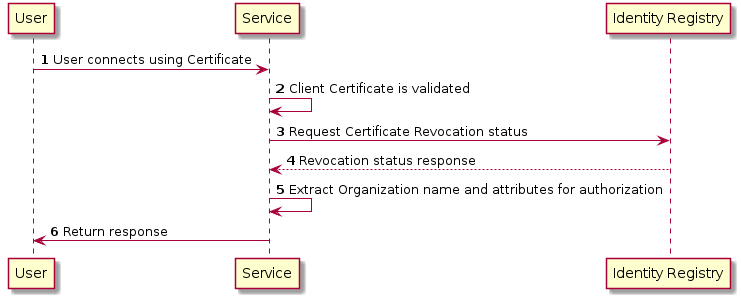 User
Service
Identity Registry
1 User connects using Certificate
2 Client Certificate is validated
3 Request Certificate Revocation status
4 Revocation status response
5 Extract Organization name and attributes for authorization
6 Return response
User
Service
Identity Registry